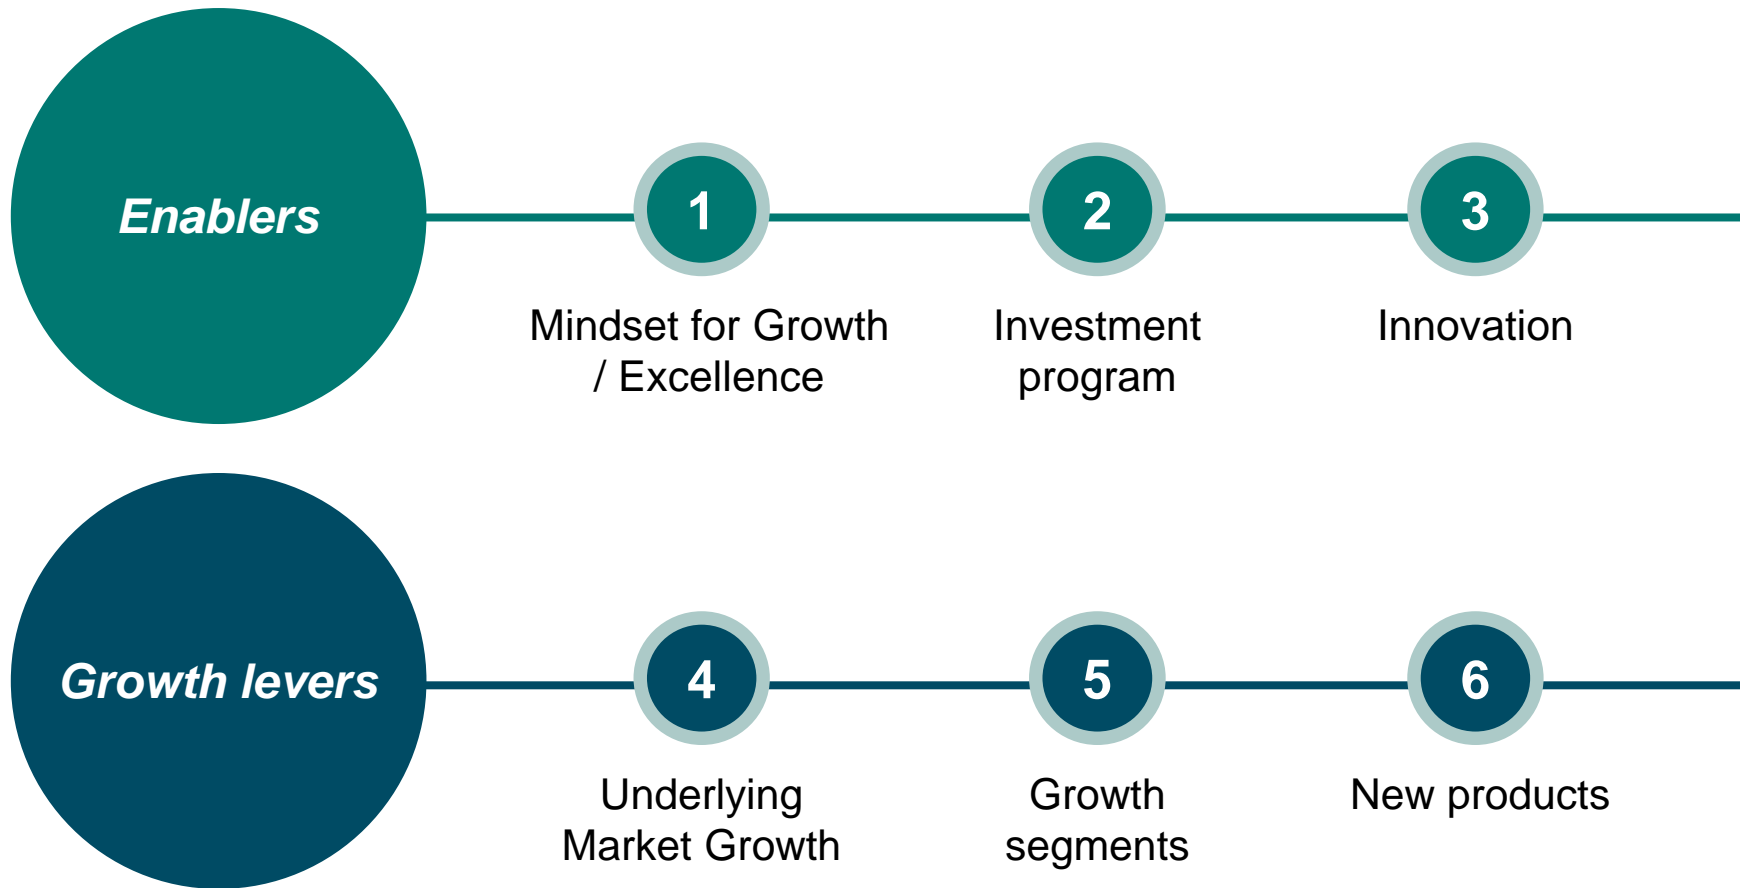 Enablers
1
2
3
Mindset for Growth
/ Excellence
Investment
program
Innovation
Growth levers
4
5
6
Underlying
Market Growth
Growth
segments
New products